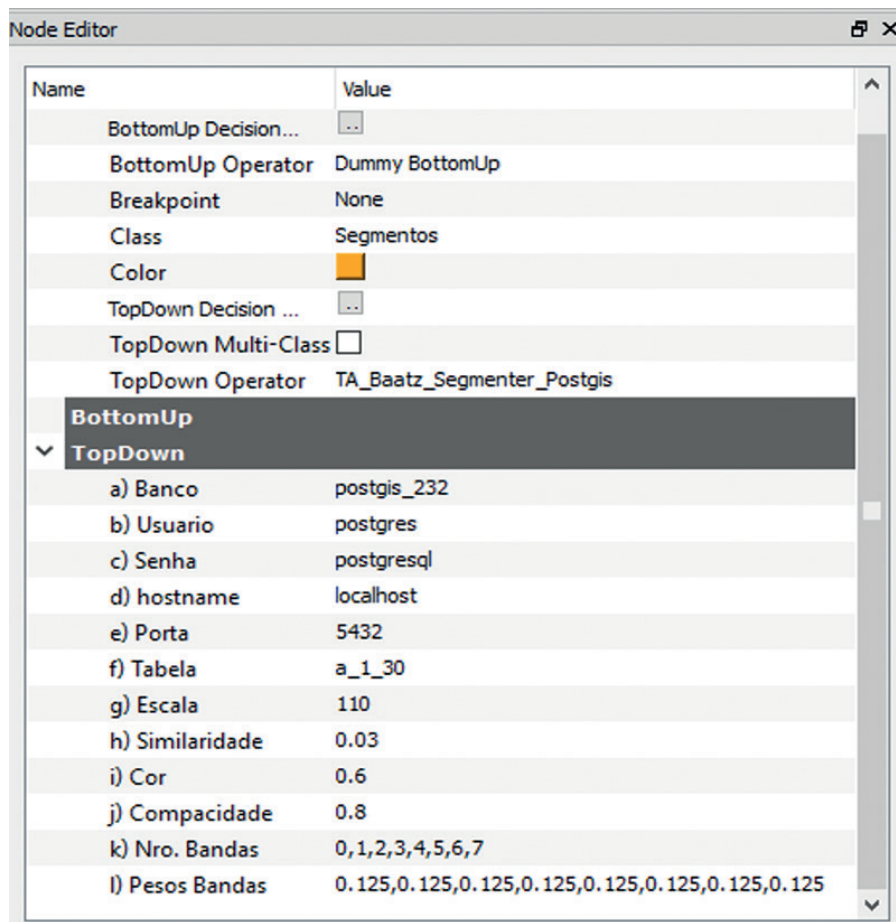 Node Editor
Name Value
BottomUp Decision... ..
BottomUp Operator Dummy BottomUp
Breakpoint None
Class Segmentos
Color
TopDown Decision ... ..
TopDown Multi-Class
TopDown Operator TA_Baatz_Segmenter_Postgis
BottomUp
TopDown
a) Banco postgis_232
b) Usuario postgres
c) Senha postgresql
d) hostname localhost
e) Porta 5432
f) Tabela a_1_30
g) Escala 110
h) Similaridade 0.03
i) Cor 0.6
j) Compacidade 0.8
k) Nro. Bandas 0,1,2,3,4,5,6,7
l) Pesos Bandas 0.125,0.125,0.125,0.125,0.125,0.125,0.125,0.125